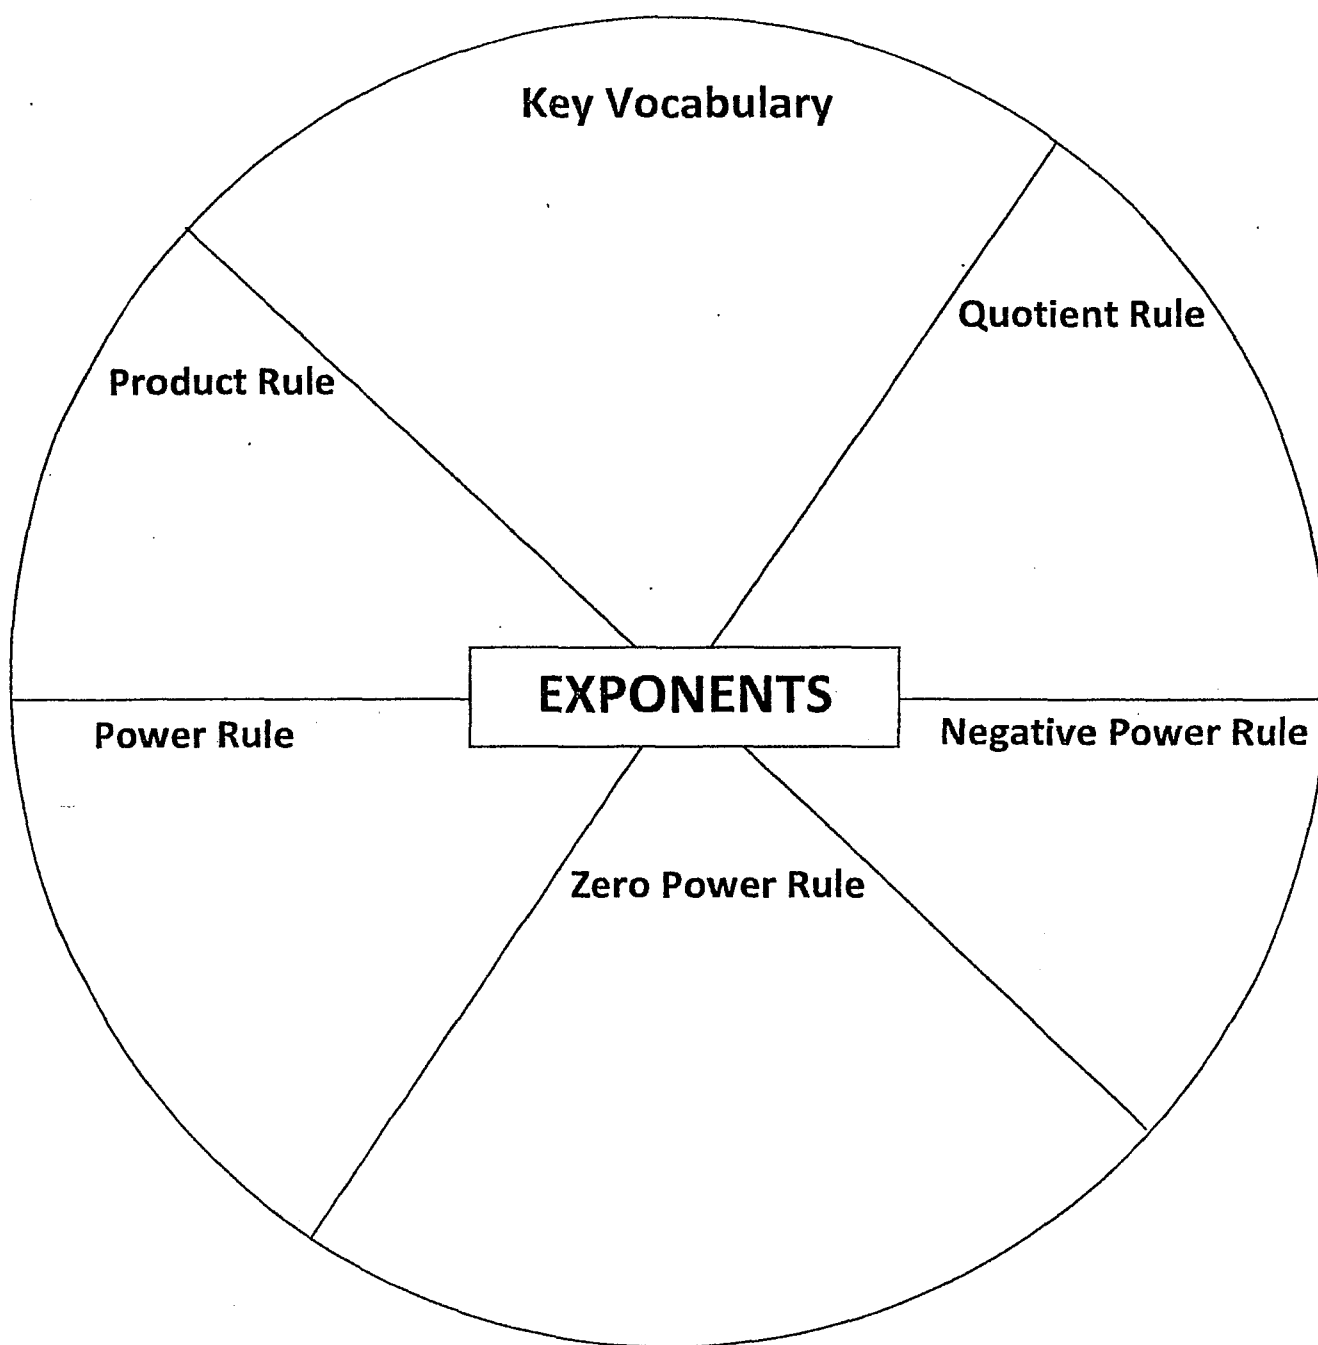 Key Vocabulary
Quotient Rule
Product Rule
EXPONENTS
Power Rule
Negative Power Rule
Zero Power Rule